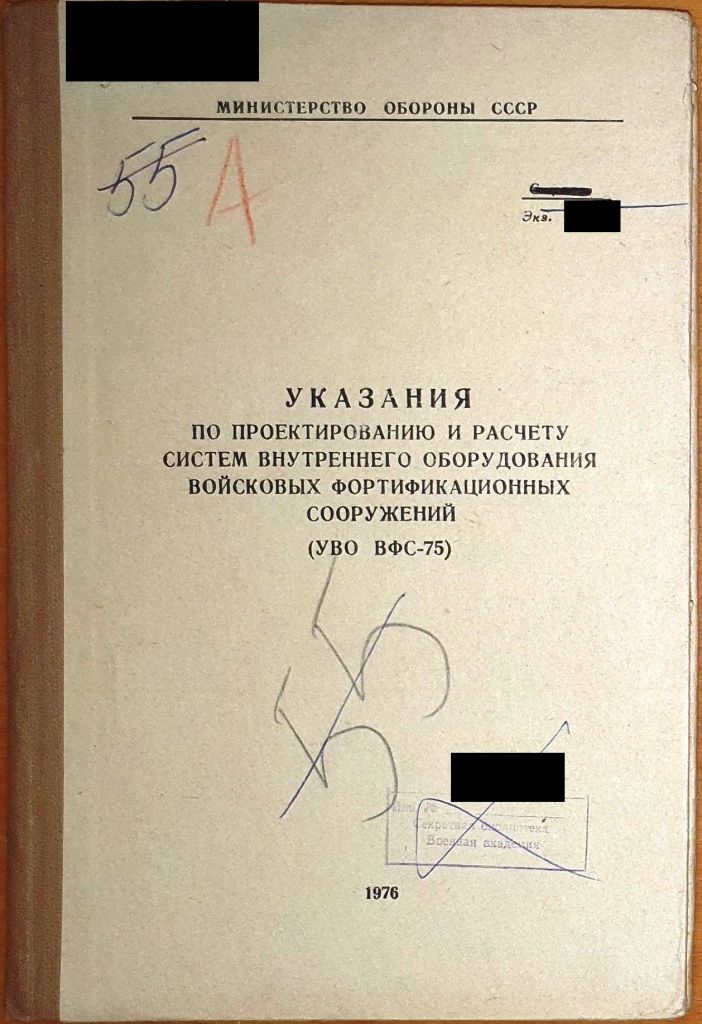 МИНИСТЕРСТВО ОБОРОНЫ СССР
55 А
Экз.
УКАЗАНИЯ
ПО ПРОЕКТИРОВАНИЮ И РАСЧЕТУ
СИСТЕМ ВНУТРЕННЕГО ОБОРУДОВАНИЯ
ВОЙСКОВЫХ ФОРТИФИКАЦИОННЫХ
СООРУЖЕНИЙ
(УВО ВФС-75)
55
Секретная библиотека
Военная академия
1976